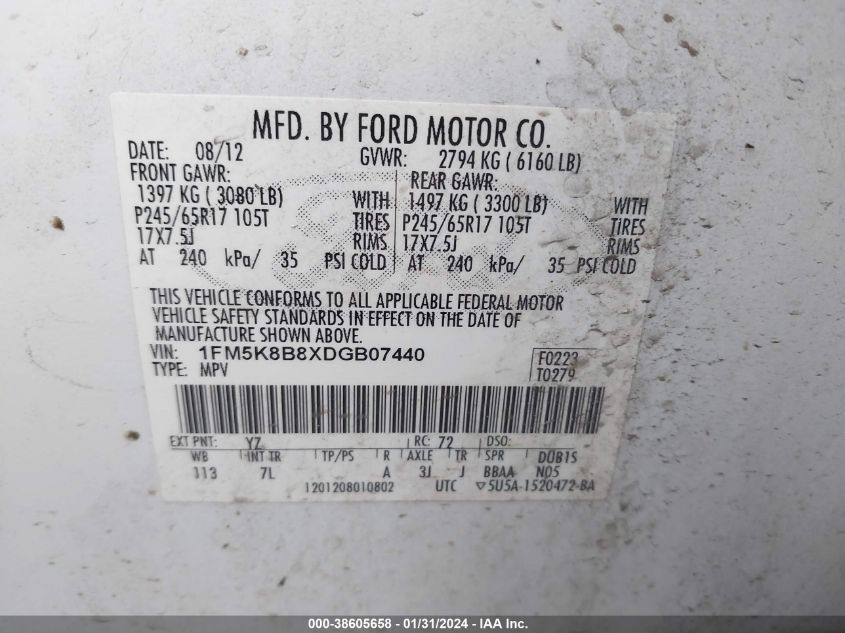 MFD. BY FORD MOTOR CO.
DATE: 08/12 GVWR: 2794 KG ( 6160 LB)
FRONT GAWR: REAR GAWR:
1397 KG ( 3080 LB) WITH 1497 KG ( 3300 LB) WITH
P245/65R17 105T TIRES P245/65R17 105T TIRES
17X7.5J RIMS 17X7.5J RIMS
AT 240 kPa/ 35 PSI COLD AT 240 kPa/ 35 PSI COLD
THIS VEHICLE CONFORMS TO ALL APPLICABLE FEDERAL MOTOR
VEHICLE SAFETY STANDARDS IN EFFECT ON THE DATE OF
MANUFACTURE SHOWN ABOVE.
VIN: 1FM5K8B8XDGB07440 F0223
TYPE: MPV T0279
EXT PNT: YZ RC: 72 DSO:
WB INT TR TP/PS R AXLE TR SPR D0B1S
113 7L A 3J J BBAA N05
1201208010802 UTC ▽5U5A-1520472-BA
000-38605658 - 01/31/2024 - IAA Inc.